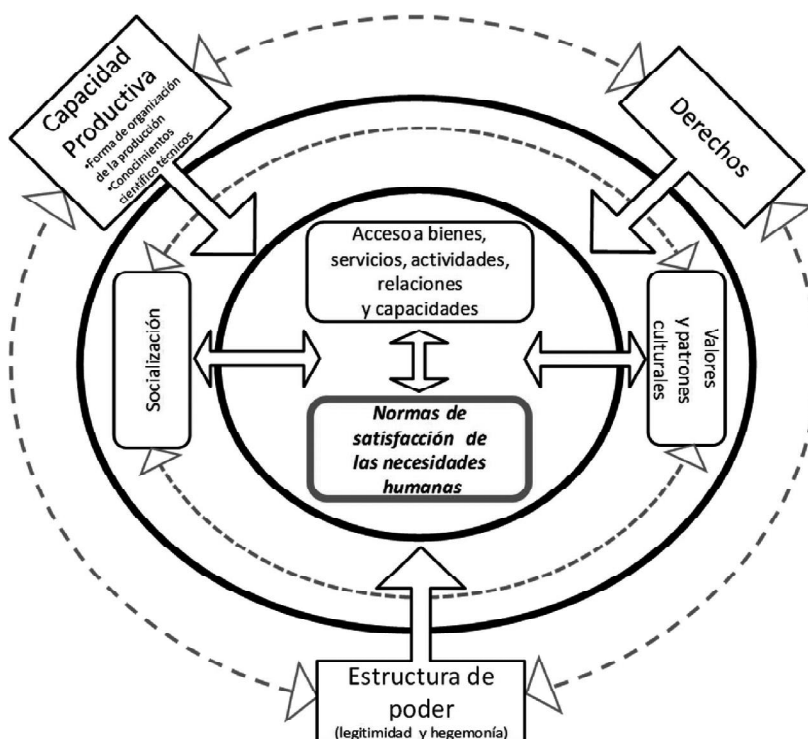 Capacidad
Productiva
•Forma de organización
de la producción
•Conocimientos
científico técnicos
Derechos
Acceso a bienes,
servicios, actividades,
relaciones
y capacidades
Socialización
Valores
y patrones
culturales
Normas de
satisfacción de
las necesidades
humanas
Estructura de
poder
(legitimidad y hegemonía)